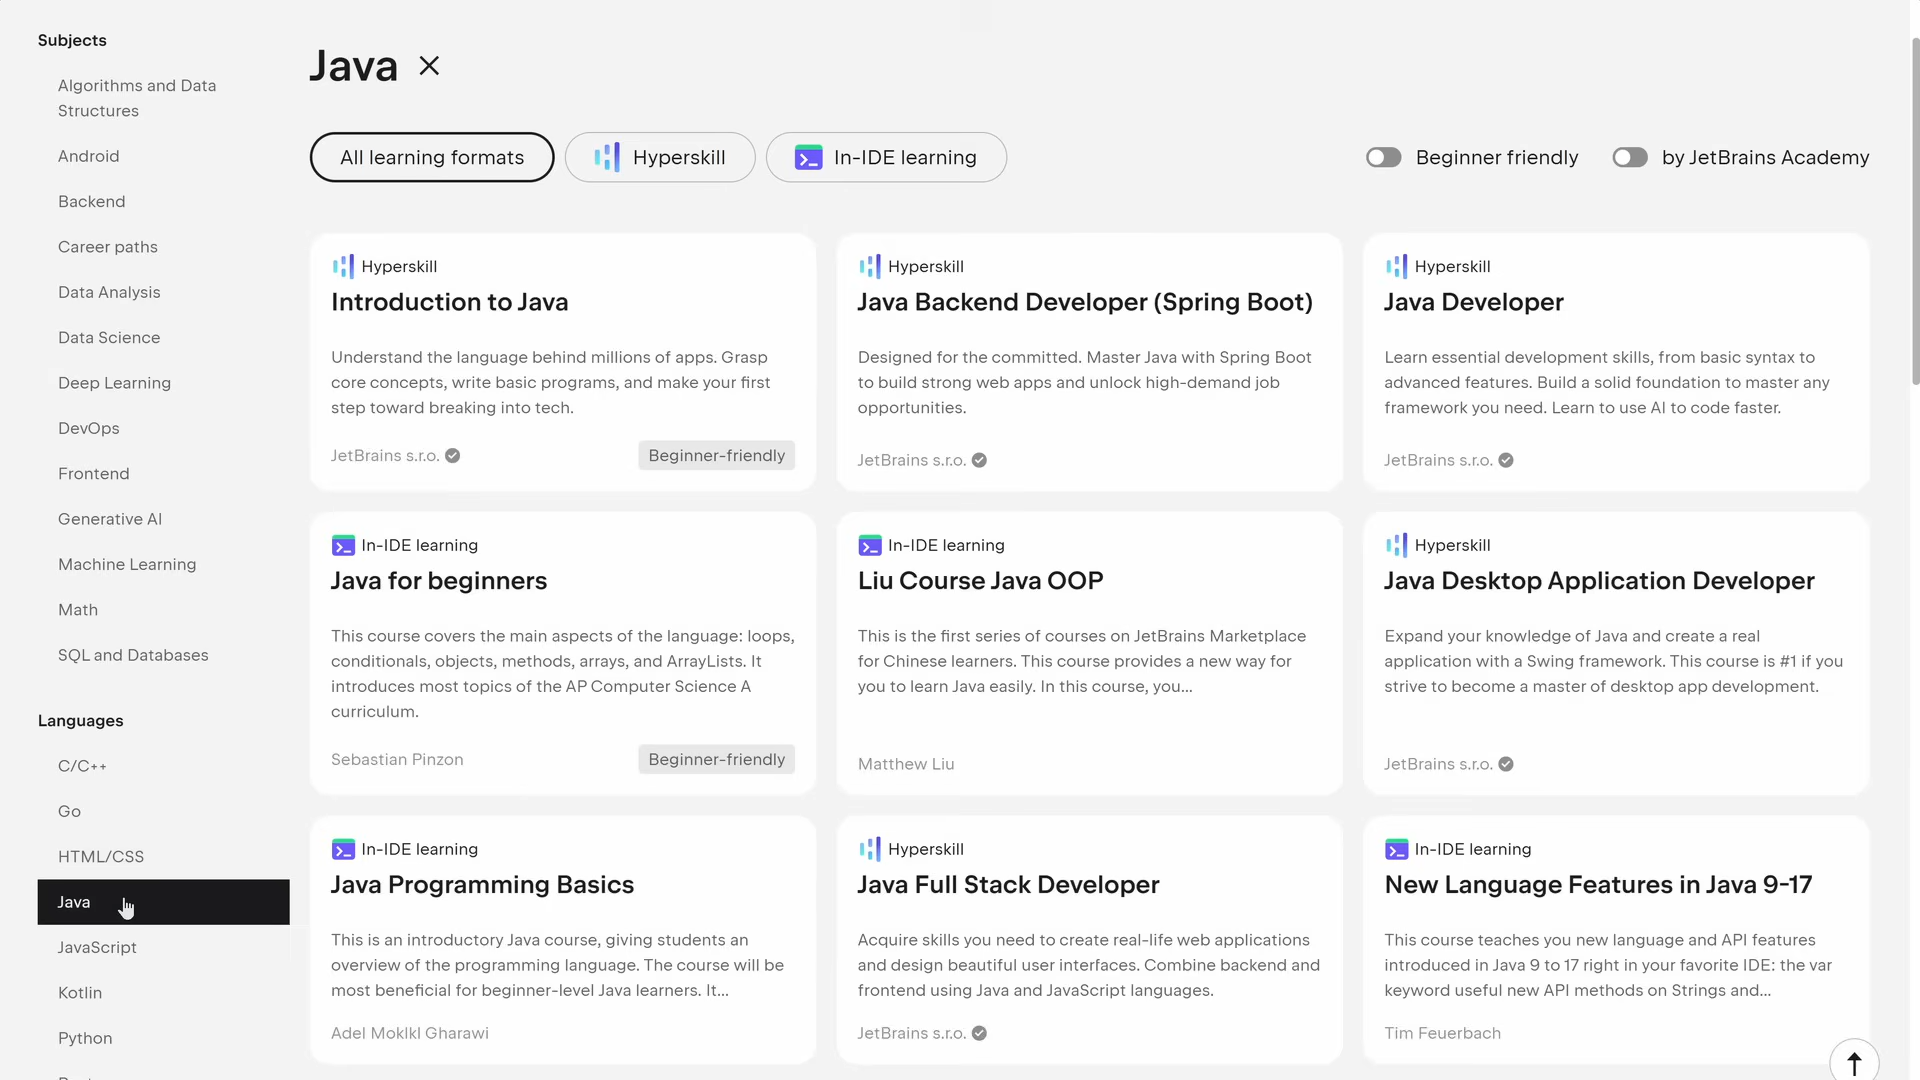 Subjects
Algorithms and Data
Structures
Android
Backend
Career paths
Data Analysis
Data Science
Deep Learning
DevOps
Frontend
Generative AI
Machine Learning
Math
SQL and Databases
Languages
C/C++
Go
HTML/CSS
Java
JavaScript
Kotlin
Python
Java
All learning formats
Hyperskill
In-IDE learning
Beginner friendly
by JetBrains Academy
Hyperskill
Introduction to Java
Understand the language behind millions of apps. Grasp
core concepts, write basic programs, and make your first
step toward breaking into tech.
JetBrains s.r.o.
Beginner-friendly
Hyperskill
Java Backend Developer (Spring Boot)
Designed for the committed. Master Java with Spring Boot
to build strong web apps and unlock high-demand job
opportunities.
JetBrains s.r.o.
Hyperskill
Java Developer
Learn essential development skills, from basic syntax to
advanced features. Build a solid foundation to master any
framework you need. Learn to use AI to code faster.
JetBrains s.r.o.
In-IDE learning
Java for beginners
This course covers the main aspects of the language: loops,
conditionals, objects, methods, arrays, and ArrayLists. It
introduces most topics of the AP Computer Science A
curriculum.
Sebastian Pinzon
Beginner-friendly
In-IDE learning
Liu Course Java OOP
This is the first series of courses on JetBrains Marketplace
for Chinese learners. This course provides a new way for
you to learn Java easily. In this course, you...
Matthew Liu
Hyperskill
Java Desktop Application Developer
Expand your knowledge of Java and create a real
application with a Swing framework. This course is #1 if you
strive to become a master of desktop app development.
JetBrains s.r.o.
In-IDE learning
Java Programming Basics
This is an introductory Java course, giving students an
overview of the programming language. The course will be
most beneficial for beginner-level Java learners. It...
Adel Moklkl Gharawi
Hyperskill
Java Full Stack Developer
Acquire skills you need to create real-life web applications
and design beautiful user interfaces. Combine backend and
frontend using Java and JavaScript languages.
JetBrains s.r.o.
In-IDE learning
New Language Features in Java 9-17
This course teaches you new language and API features
introduced in Java 9 to 17 right in your favorite IDE: the var
keyword useful new API methods on Strings and...
Tim Feuerbach